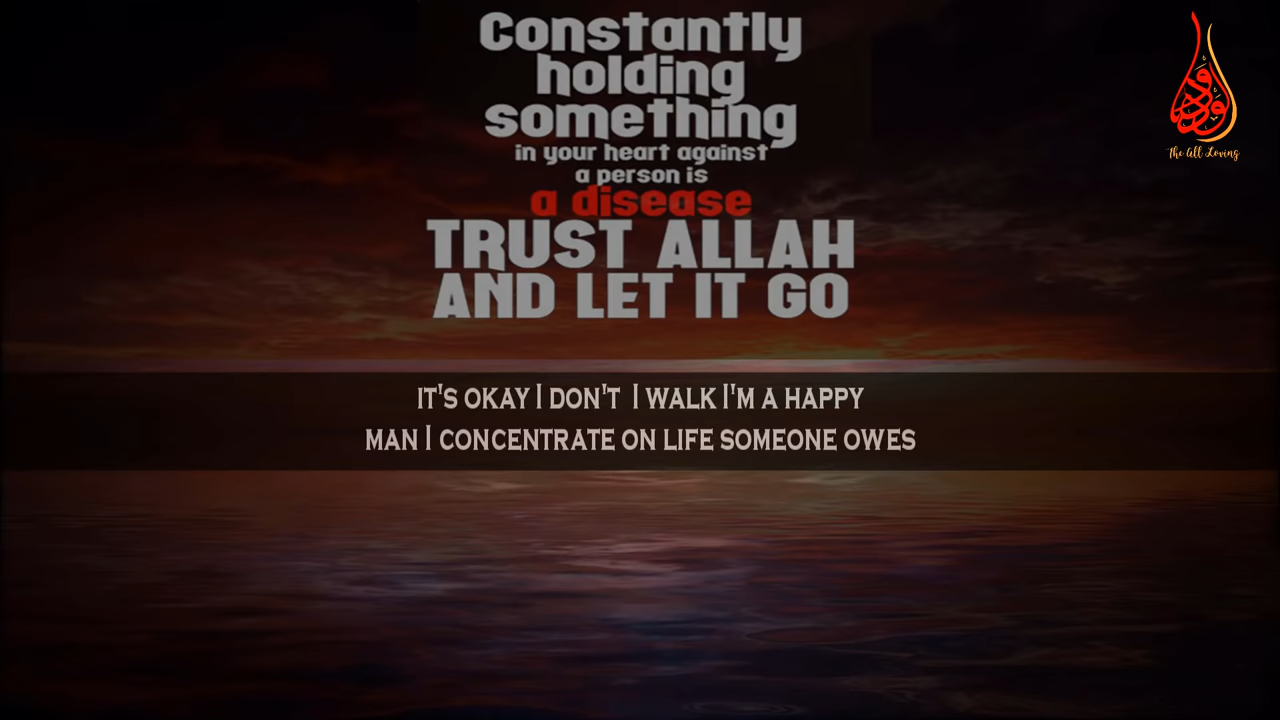 Constantly
holding
something
in your heart against
a person is
a disease
TRUST ALLAH
AND LET IT GO
The All Loving
IT'S OKAY I DON'T  I WALK I'M A HAPPY
MAN I CONCENTRATE ON LIFE SOMEONE OWES